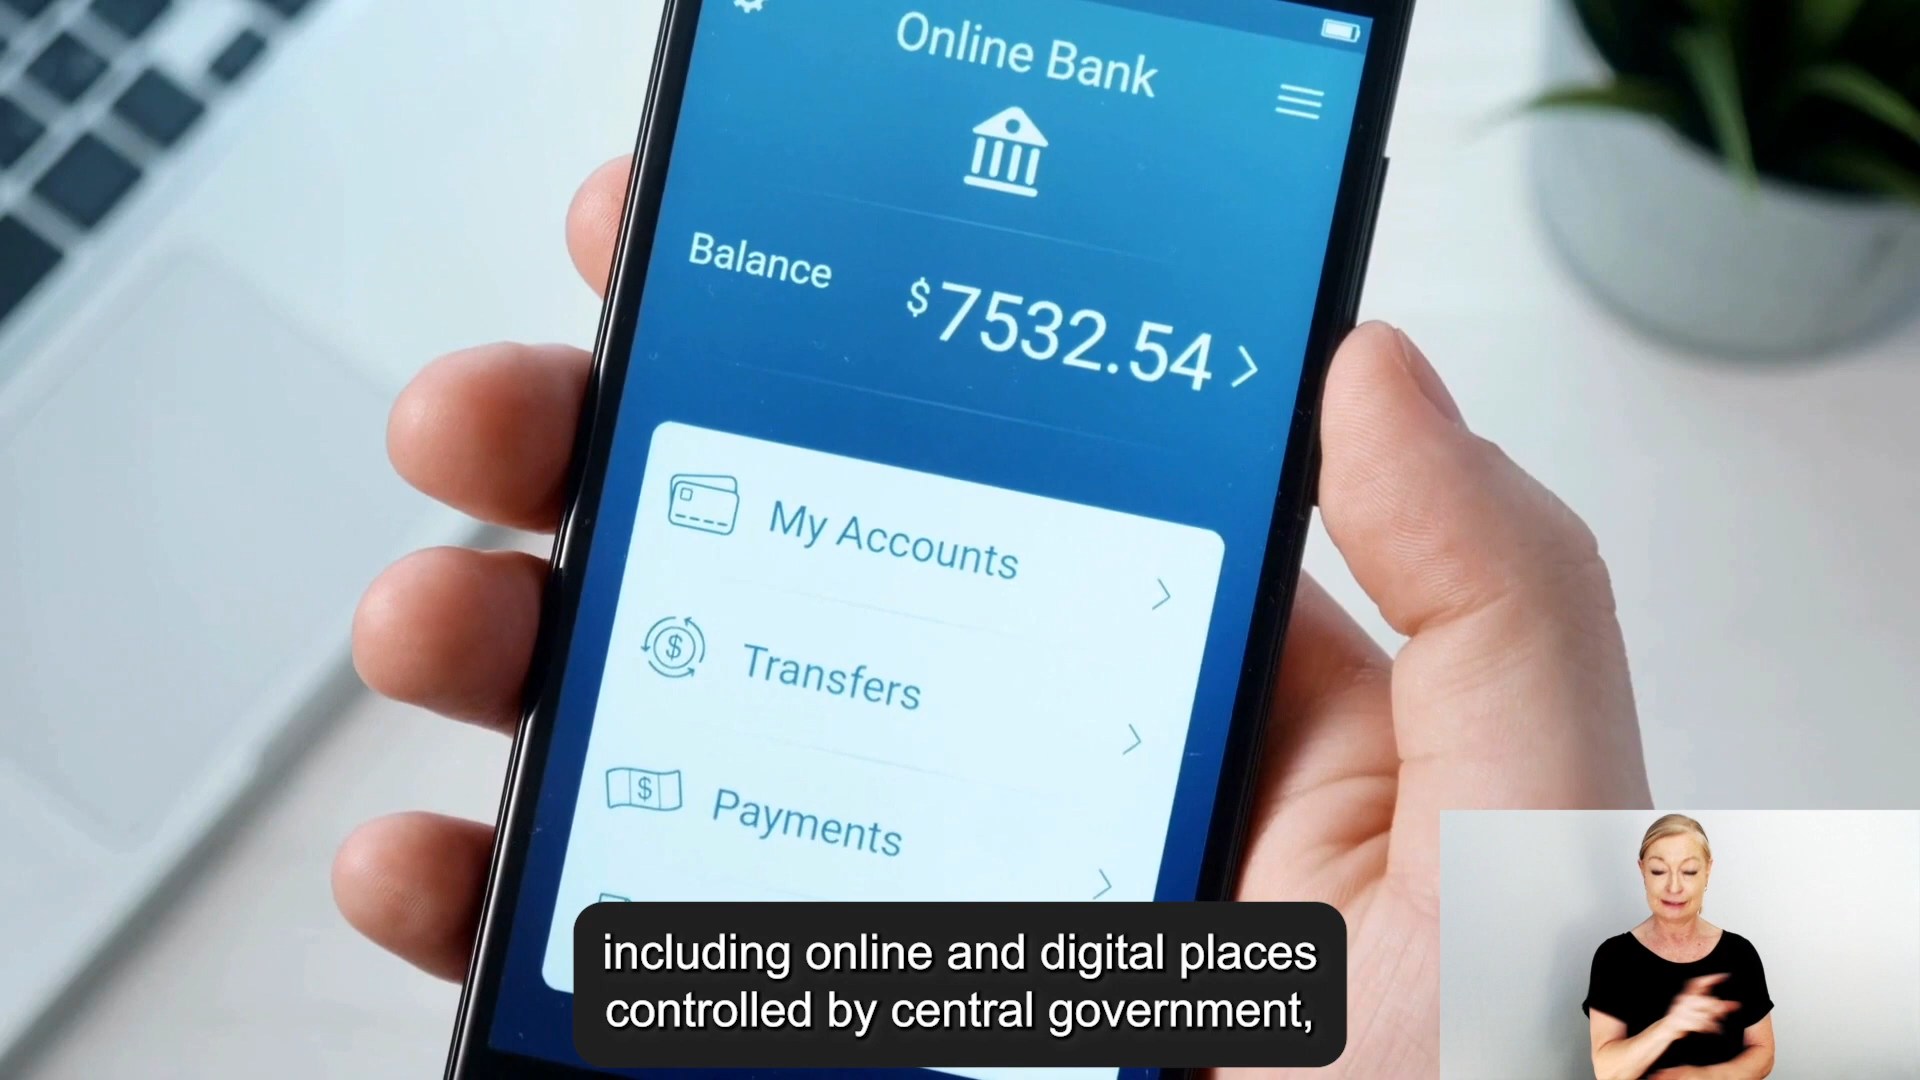 Online Bank
Balance
$7532.54
My Accounts
Transfers
Payments
including online and digital places
controlled by central government,